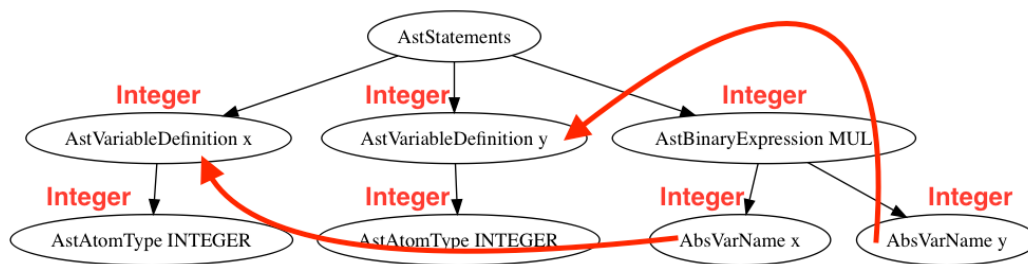 AstStatements
Integer Integer Integer
AstVariableDefinition x AstVariableDefinition y AstBinaryExpression MUL
Integer Integer Integer Integer
AstAtomType INTEGER AstAtomType INTEGER AbsVarName x AbsVarName y